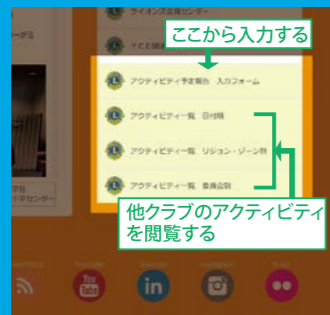 ライオンズ会員センター
ここから入力する
アクティビティ予定報告 入力フォーム
アクティビティ一覧 日付順
アクティビティ一覧 リジョン・ゾーン別
アクティビティ一覧 委員会別
他クラブのアクティビティ
を閲覧する
YouTube
You
Tube
in